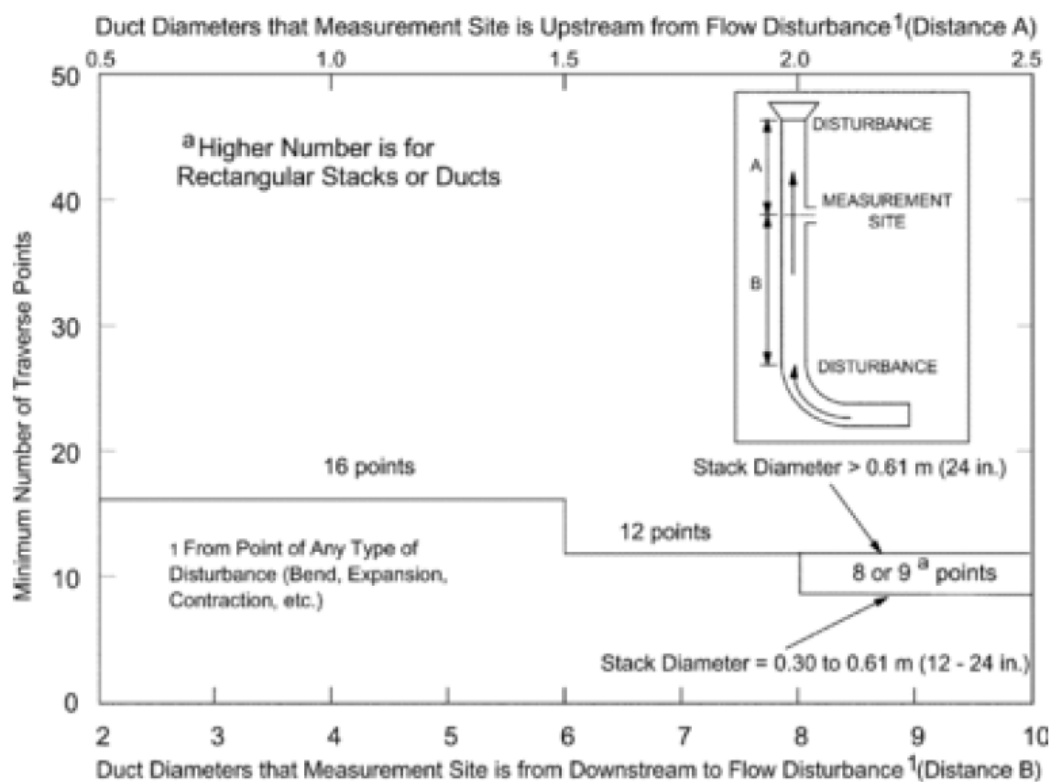 Duct Diameters that Measurement Site is Upstream from Flow Disturbance¹(Distance A)
0.5 1.0 1.5 2.0 2.5
50
40
30
20
10
0
Minimum Number of Traverse Points
a Higher Number is for
Rectangular Stacks or Ducts
DISTURBANCE
A
MEASUREMENT
SITE
B
DISTURBANCE
16 points
Stack Diameter > 0.61 m (24 in.)
12 points
8 or 9 a points
1 From Point of Any Type of
Disturbance (Bend, Expansion,
Contraction, etc.)
Stack Diameter = 0.30 to 0.61 m (12 - 24 in.)
2 3 4 5 6 7 8 9 10
Duct Diameters that Measurement Site is from Downstream to Flow Disturbance¹(Distance B)